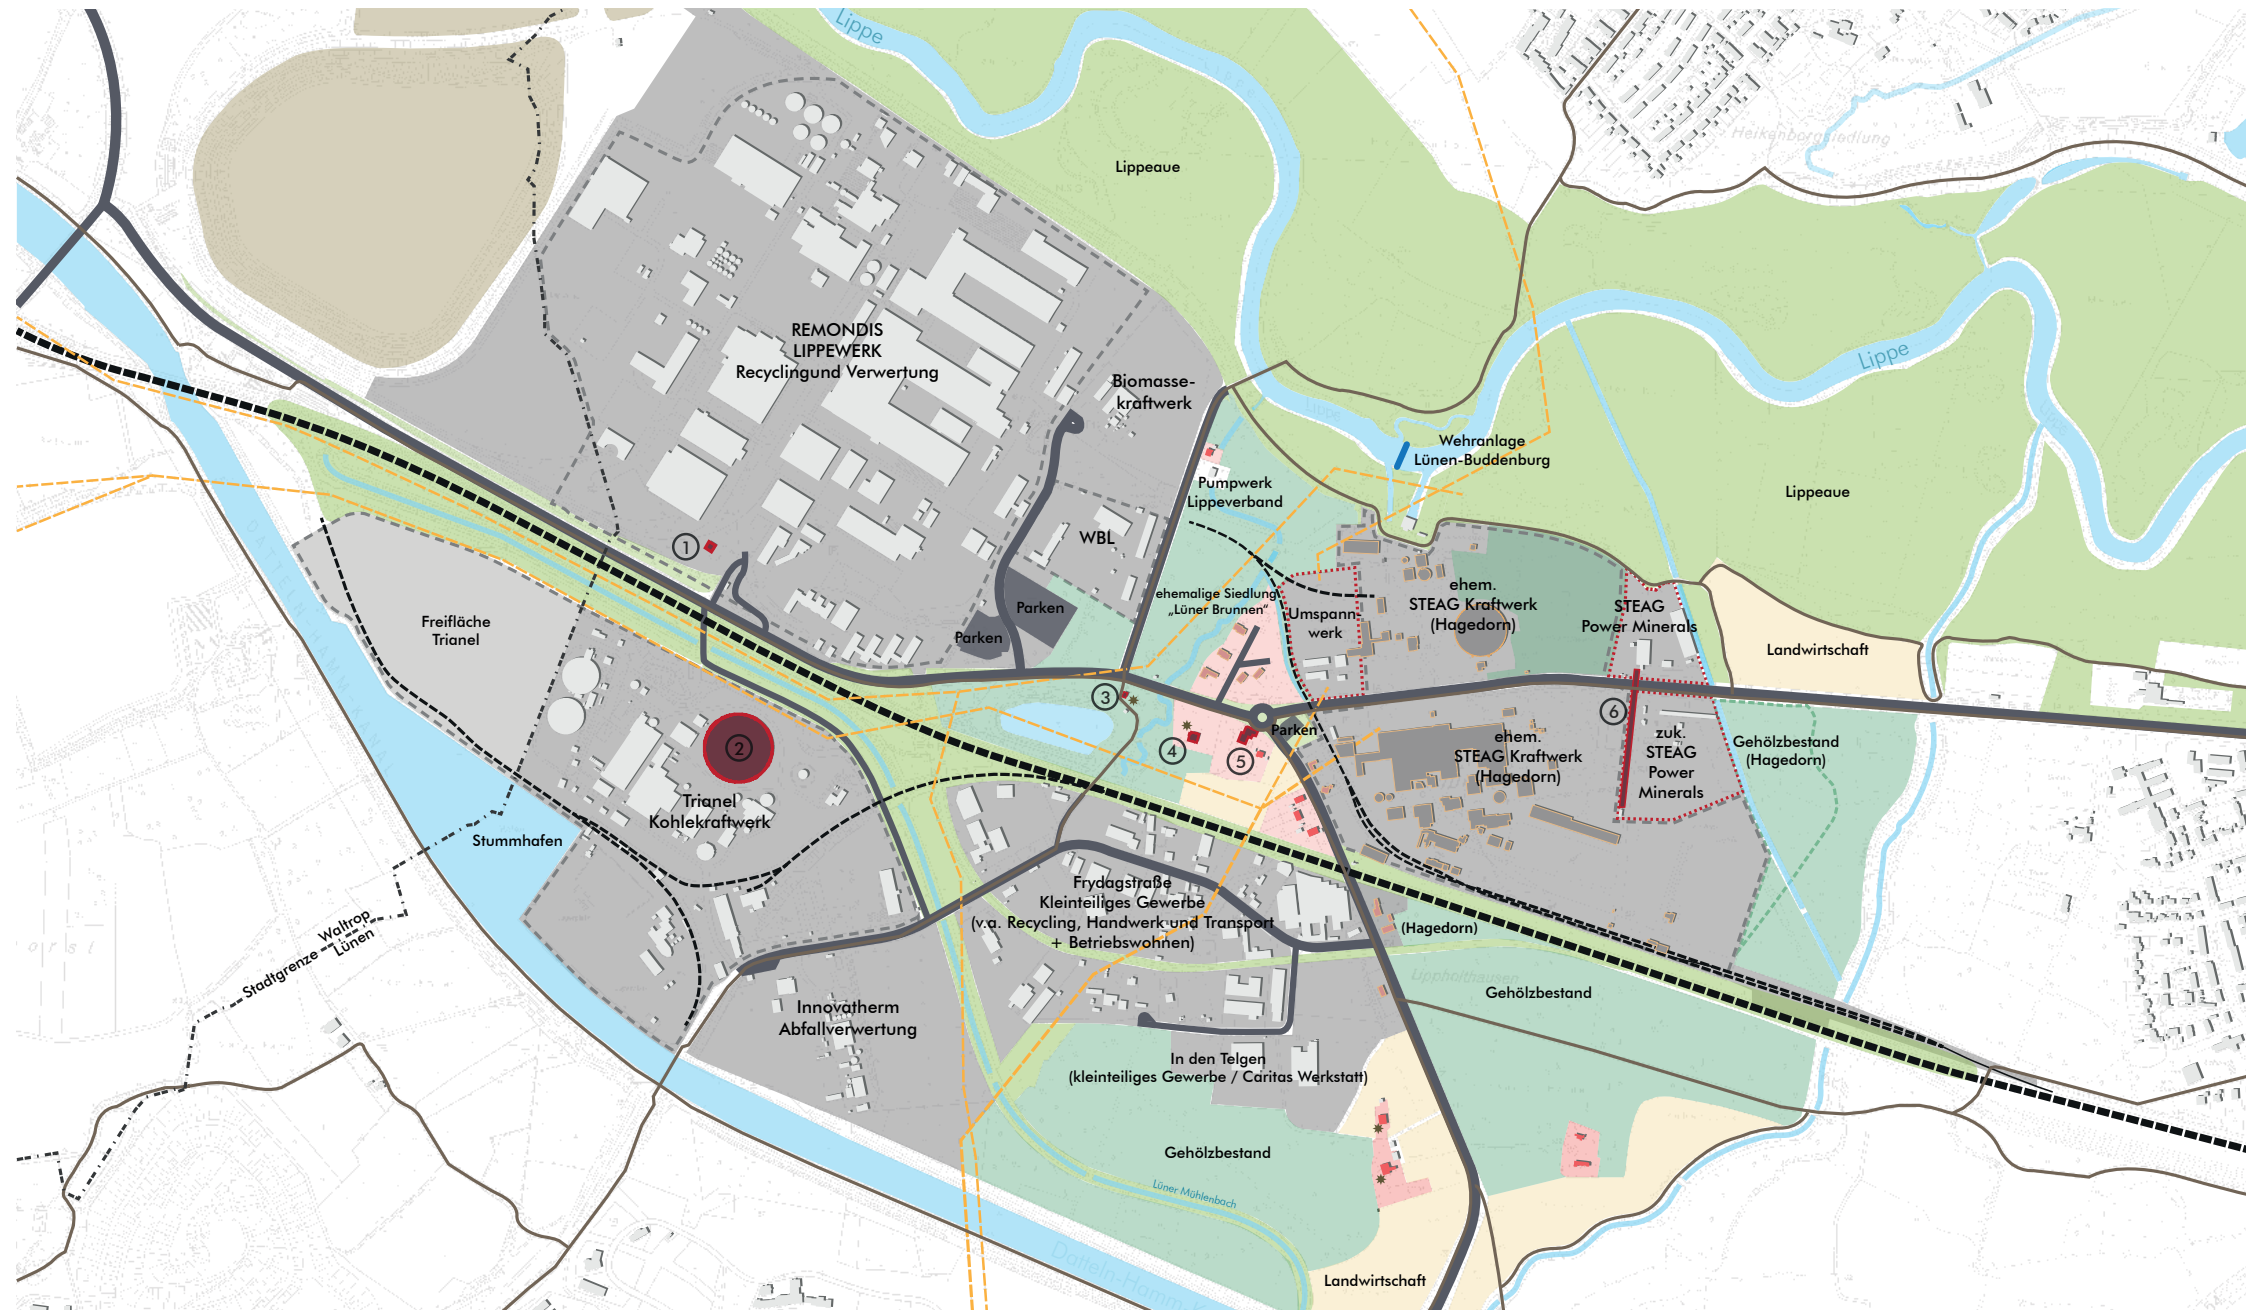 Lippe
Heikenbergsiedlung
Lippeaue
REMONDIS
LIPPEWERK
Recyclingund Verwertung
Biomasse-
kraftwerk
Lippe
Lippe
Wehranlage
Lünen-Buddenburg
Pumpwerk
Lippeverband
Lippeaue
WBL
1
ehemalige Siedlung
„Lüner Brunnen“
Parken
Parken
Umspann
werk
ehem.
STEAG Kraftwerk
(Hagedorn)
STEAG
Power Minerals
Freifläche
Trianel
Landwirtschaft
3
6
2
4
5
Parken
ehem.
STEAG Kraftwerk
(Hagedorn)
zuk.
STEAG
Power
Minerals
Gehölzbestand
(Hagedorn)
Trianel
Kohlekraftwerk
Stummhafen
Frydagstraße
Kleinteiliges Gewerbe
(v.a. Recycling, Handwerk und Transport
+ Betriebswohnen)
(Hagedorn)
Waltrop
Stadtgrenze
Lünen
Lippholthausen
Gehölzbestand
Innovatherm
Abfallverwertung
In den Telgen
(kleinteiliges Gewerbe / Caritas Werkstatt)
Gehölzbestand
Lüner Mühlenbach
Datteln-Hamm-K
Landwirtschaft